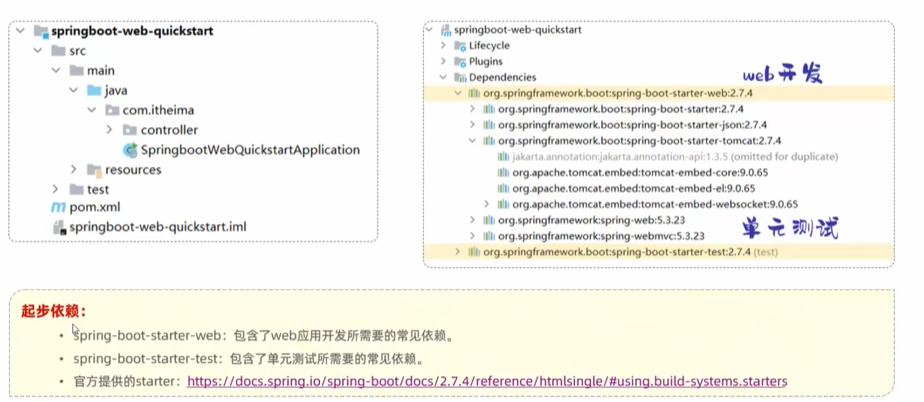 springboot-web-quickstart
src
main
java
com.itheima
controller
SpringbootWebQuickstartApplication
resources
test
pom.xml
springboot-web-quickstart.iml
springboot-web-quickstart
Lifecycle
Plugins
Dependencies
web开发
org.springframework.boot:spring-boot-starter-web:2.7.4
org.springframework.boot:spring-boot-starter:2.7.4
org.springframework.boot:spring-boot-starter-json:2.7.4
org.springframework.boot:spring-boot-starter-tomcat:2.7.4
jakarta.annotation:jakarta.annotation-api:1.3.5 (omitted for duplicate)
org.apache.tomcat.embed:tomcat-embed-core:9.0.65
org.apache.tomcat.embed:tomcat-embed-el:9.0.65
org.apache.tomcat.embed:tomcat-embed-websocket:9.0.65
org.springframework:spring-web:5.3.23
org.springframework:spring-webmvc:5.3.23
单元测试
org.springframework.boot:spring-boot-starter-test:2.7.4 (test)
起步依赖：
• spring-boot-starter-web：包含了web应用开发所需要的常见依赖。
• spring-boot-starter-test：包含了单元测试所需要的常见依赖。
• 官方提供的starter：https://docs.spring.io/spring-boot/docs/2.7.4/reference/htmlsingle/#using.build-systems.starters